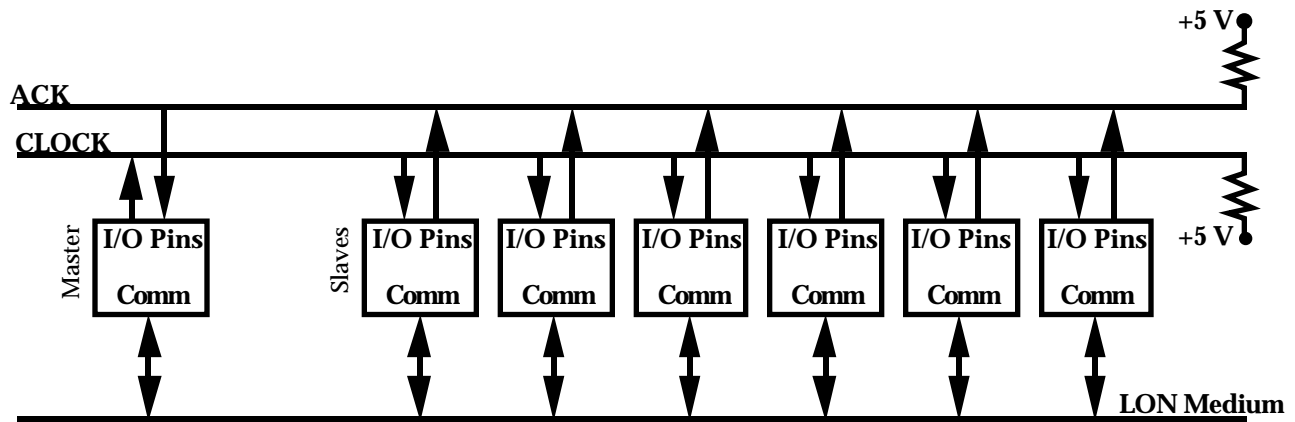 +5 V
ACK
CLOCK
Master
I/O Pins
Comm
Slaves
I/O Pins
Comm
I/O Pins
Comm
I/O Pins
Comm
I/O Pins
Comm
I/O Pins
Comm
I/O Pins
Comm
+5 V
LON Medium